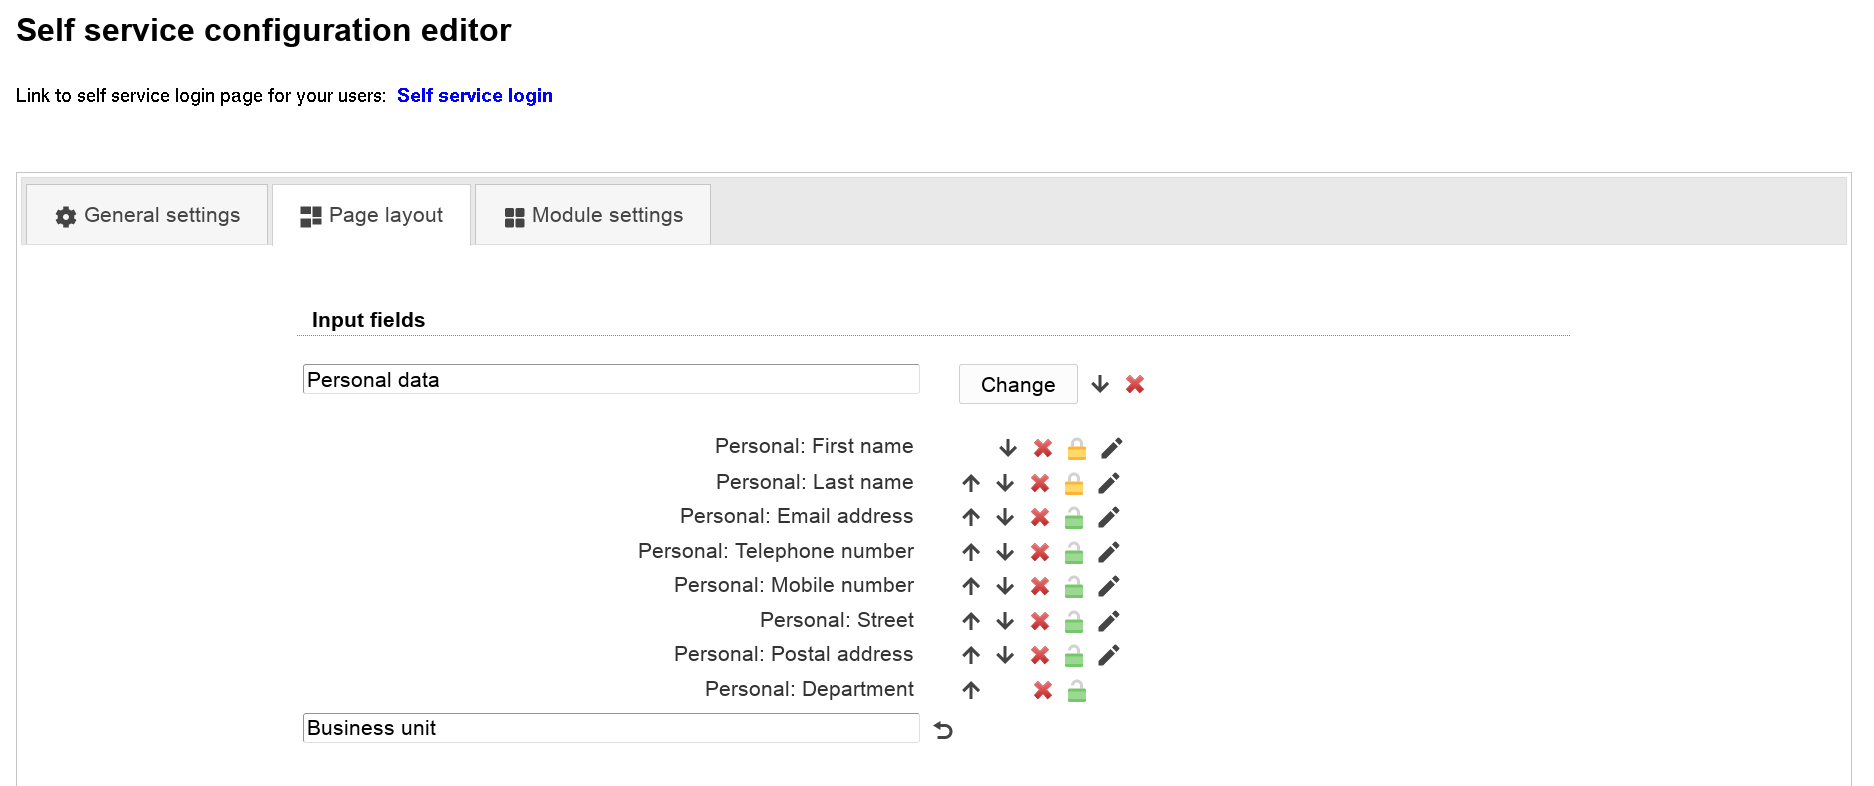 Self service configuration editor
Link to self service login page for your users: Self service login
General settings Page layout Module settings
Input fields
Personal data Change
Personal: First name
Personal: Last name
Personal: Email address
Personal: Telephone number
Personal: Mobile number
Personal: Street
Personal: Postal address
Personal: Department
Business unit